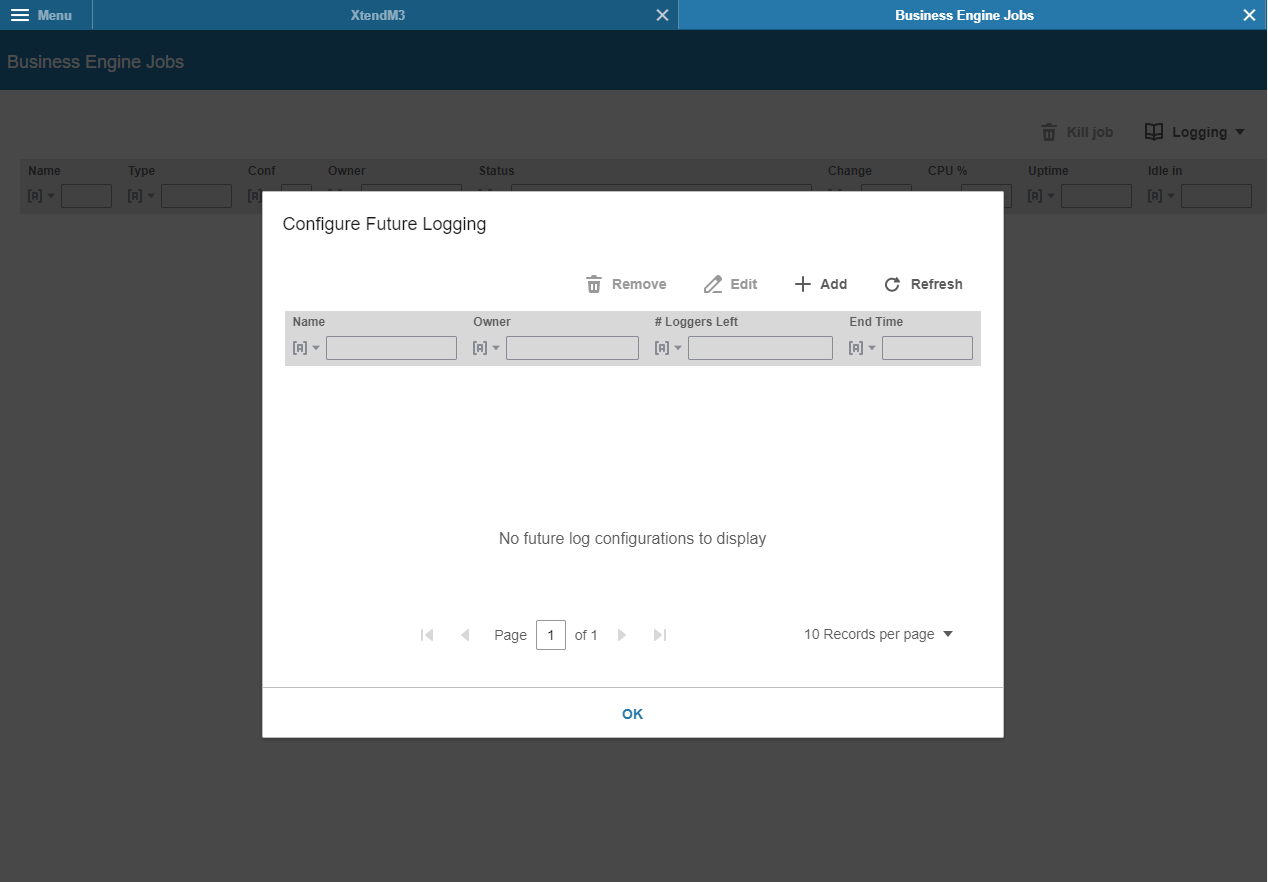 Menu
XtendM3
Business Engine Jobs
Business Engine Jobs
Kill job
Logging
Name
Type
Conf
Owner
Status
Change
CPU %
Uptime
Idle in
Configure Future Logging
Remove
Edit
Add
Refresh
Name
Owner
# Loggers Left
End Time
No future log configurations to display
Page 1 of 1
10 Records per page
OK